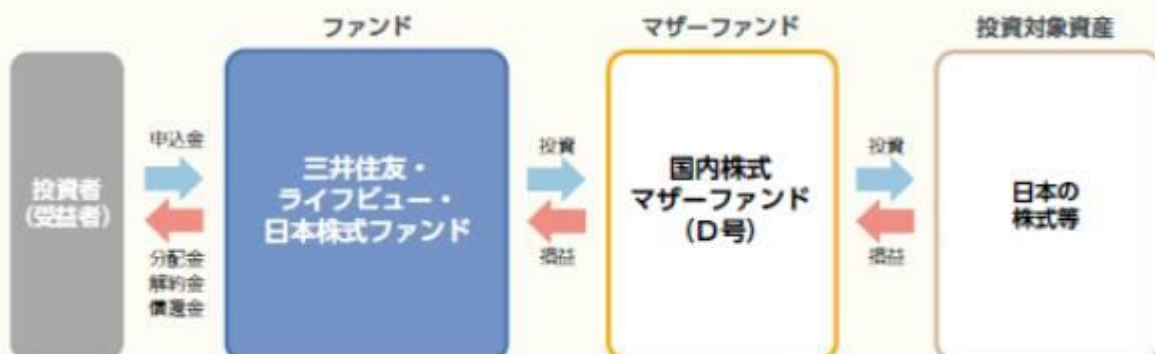 ファンド
マザーファンド
投資対象資産
投資者
(受益者)
申込金
分配金
解約金
償還金
三井住友・
ライフビュー・
日本株式ファンド
投資
損益
国内株式
マザーファンド
(D号)
投資
損益
日本の
株式等